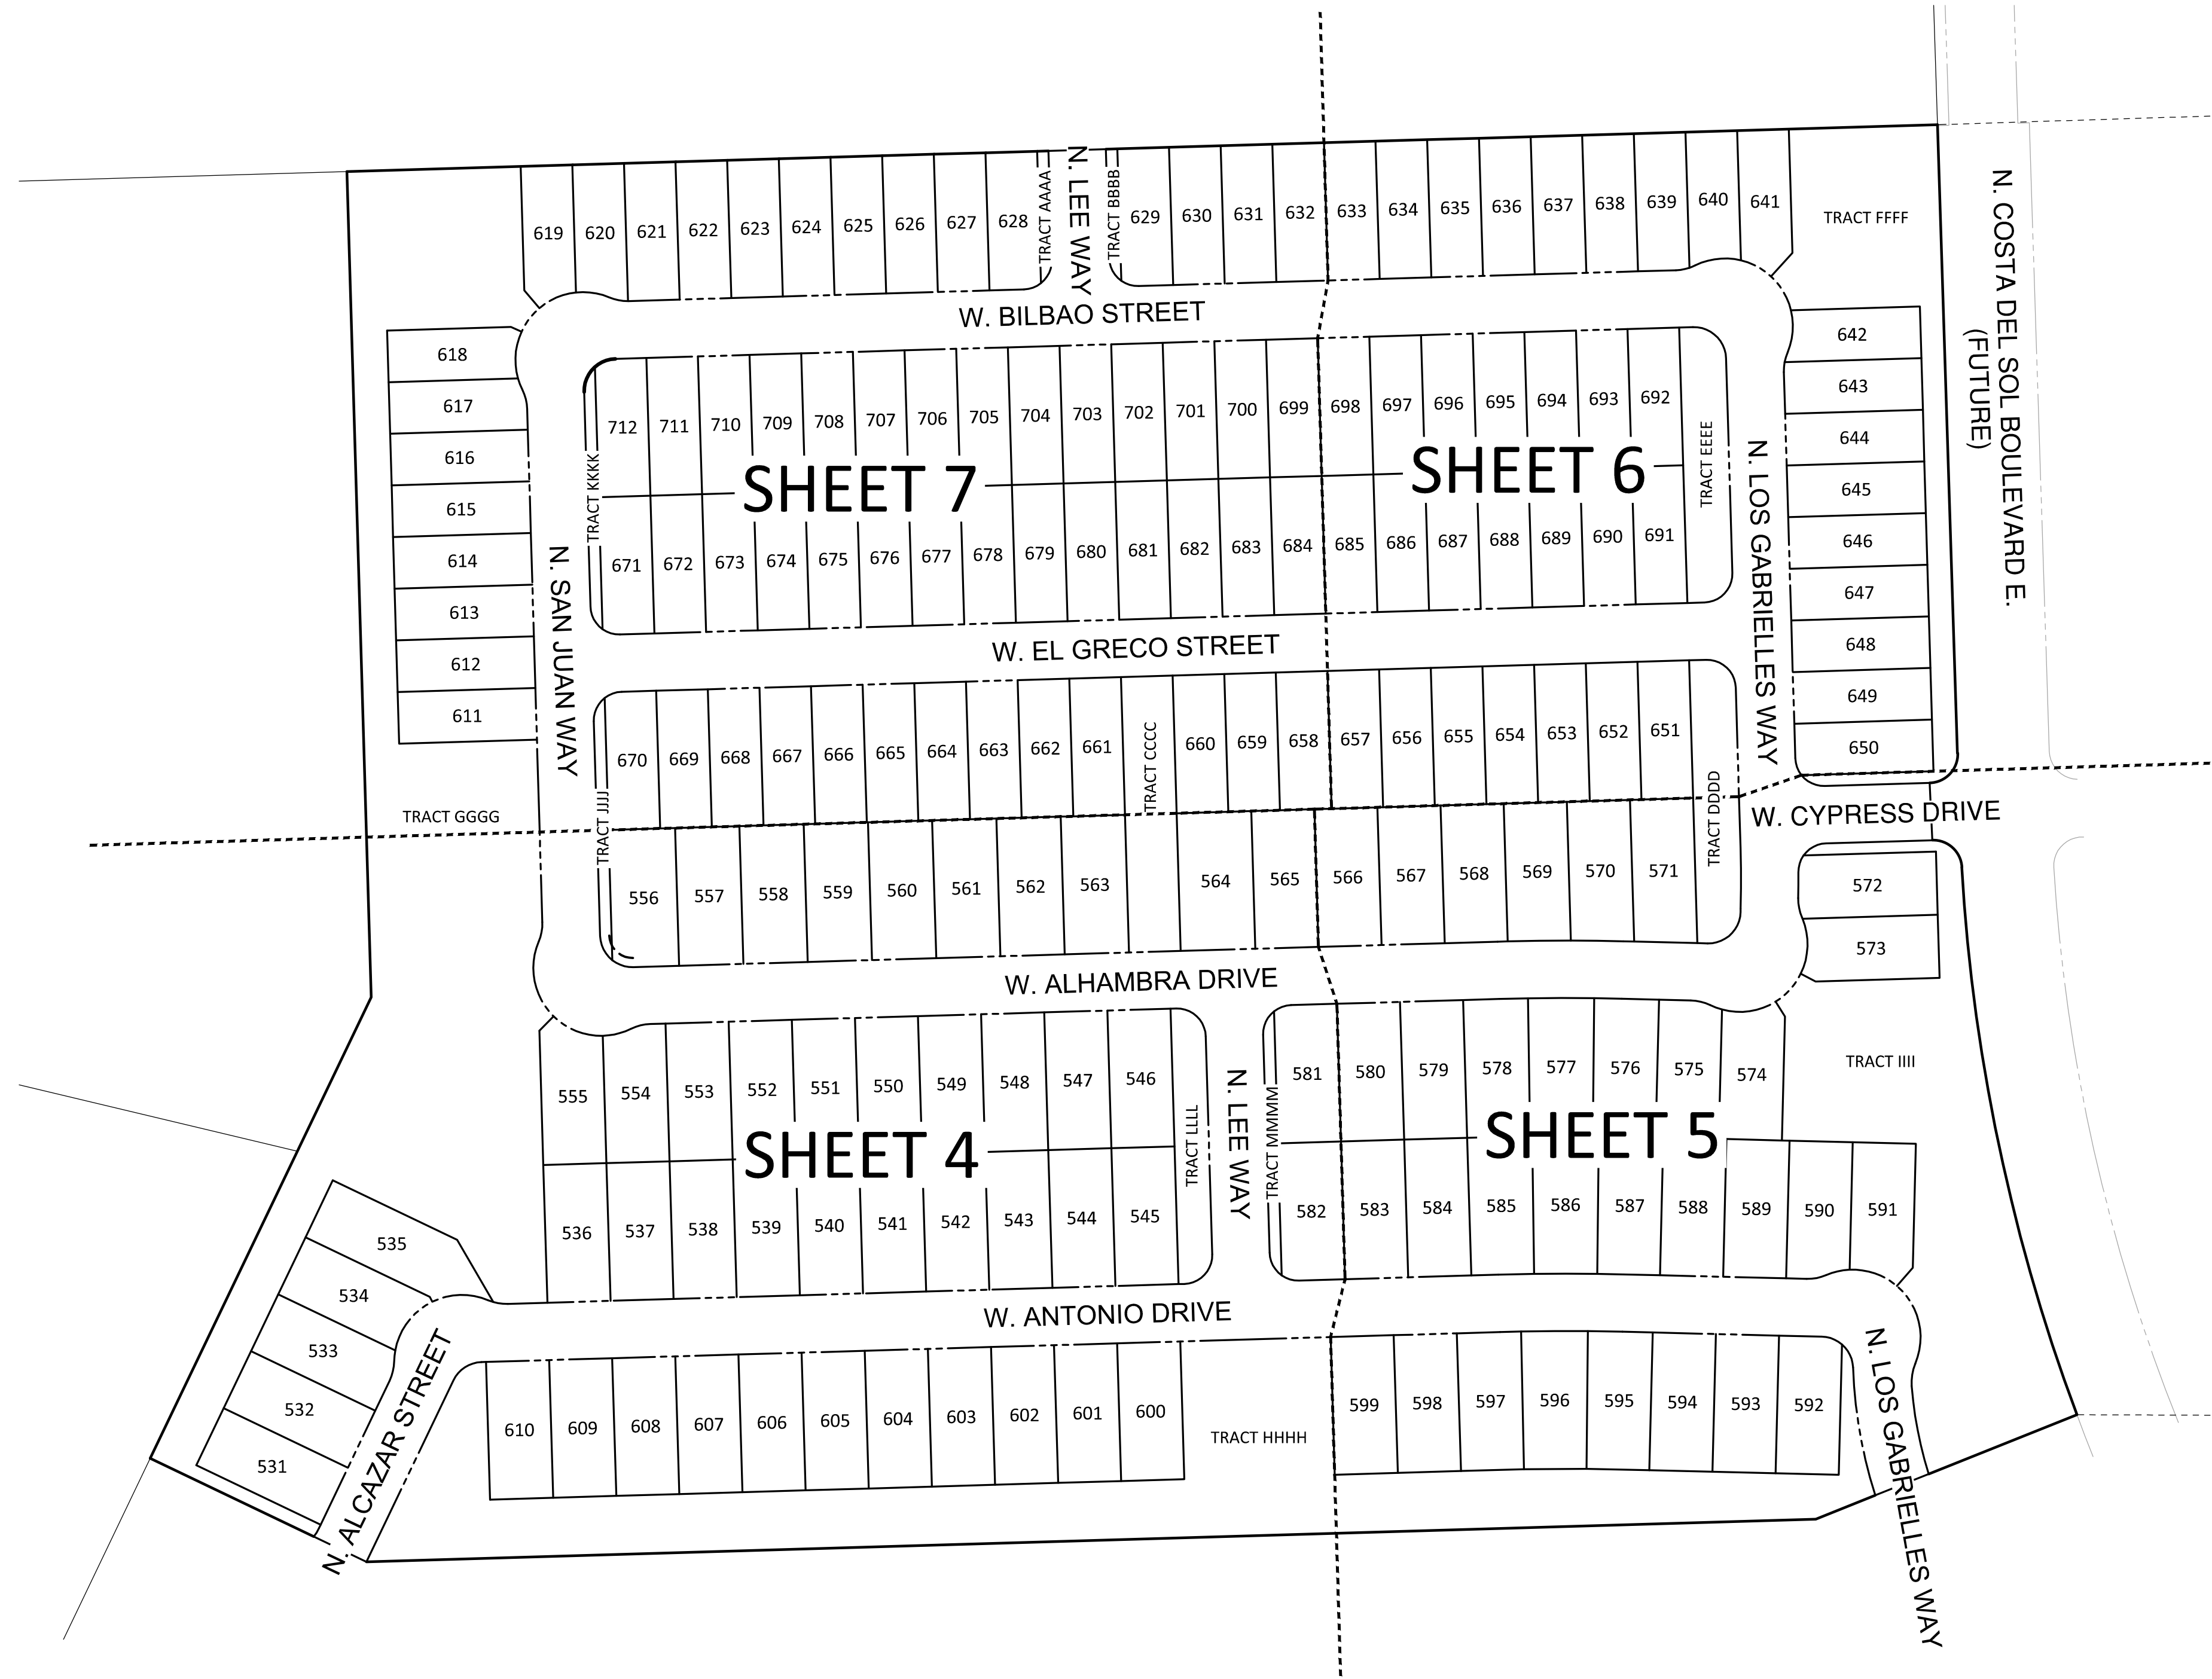 619 620 621 622 623 624 625 626 627 628
TRACT AAAA
N. LEE WAY
TRACT BBBB
629 630 631 632 633 634 635 636 637 638 639 640 641
TRACT FFFF
N. COSTA DEL SOL BOULEVARD E.
(FUTURE)
W. BILBAO STREET
618
617
616
615
614
613
612
611
TRACT GGGG
N. SAN JUAN WAY
TRACT KKKK
712 711 710 709 708 707 706 705 704 703 702 701 700 699 698 697 696 695 694 693 692
SHEET 7
SHEET 6
TRACT EEEE
671 672 673 674 675 676 677 678 679 680 681 682 683 684 685 686 687 688 689 690 691
N. LOS GABRIELLES WAY
642
643
644
645
646
647
648
649
650
W. EL GRECO STREET
TRACT JJJJ
670 669 668 667 666 665 664 663 662 661
TRACT CCCC
660 659 658 657 656 655 654 653 652 651
TRACT DDDD
W. CYPRESS DRIVE
556 557 558 559 560 561 562 563 564 565 566 567 568 569 570 571
572
573
W. ALHAMBRA DRIVE
555 554 553 552 551 550 549 548 547 546
TRACT LLLL
N. LEE WAY
TRACT MMMM
581 580 579 578 577 576 575 574
TRACT IIII
SHEET 4
SHEET 5
536 537 538 539 540 541 542 543 544 545
582 583 584 585 586 587 588 589 590 591
535
534
533
532
531
N. ALCAZAR STREET
W. ANTONIO DRIVE
610 609 608 607 606 605 604 603 602 601 600
TRACT HHHH
599 598 597 596 595 594 593 592
N. LOS GABRIELLES WAY